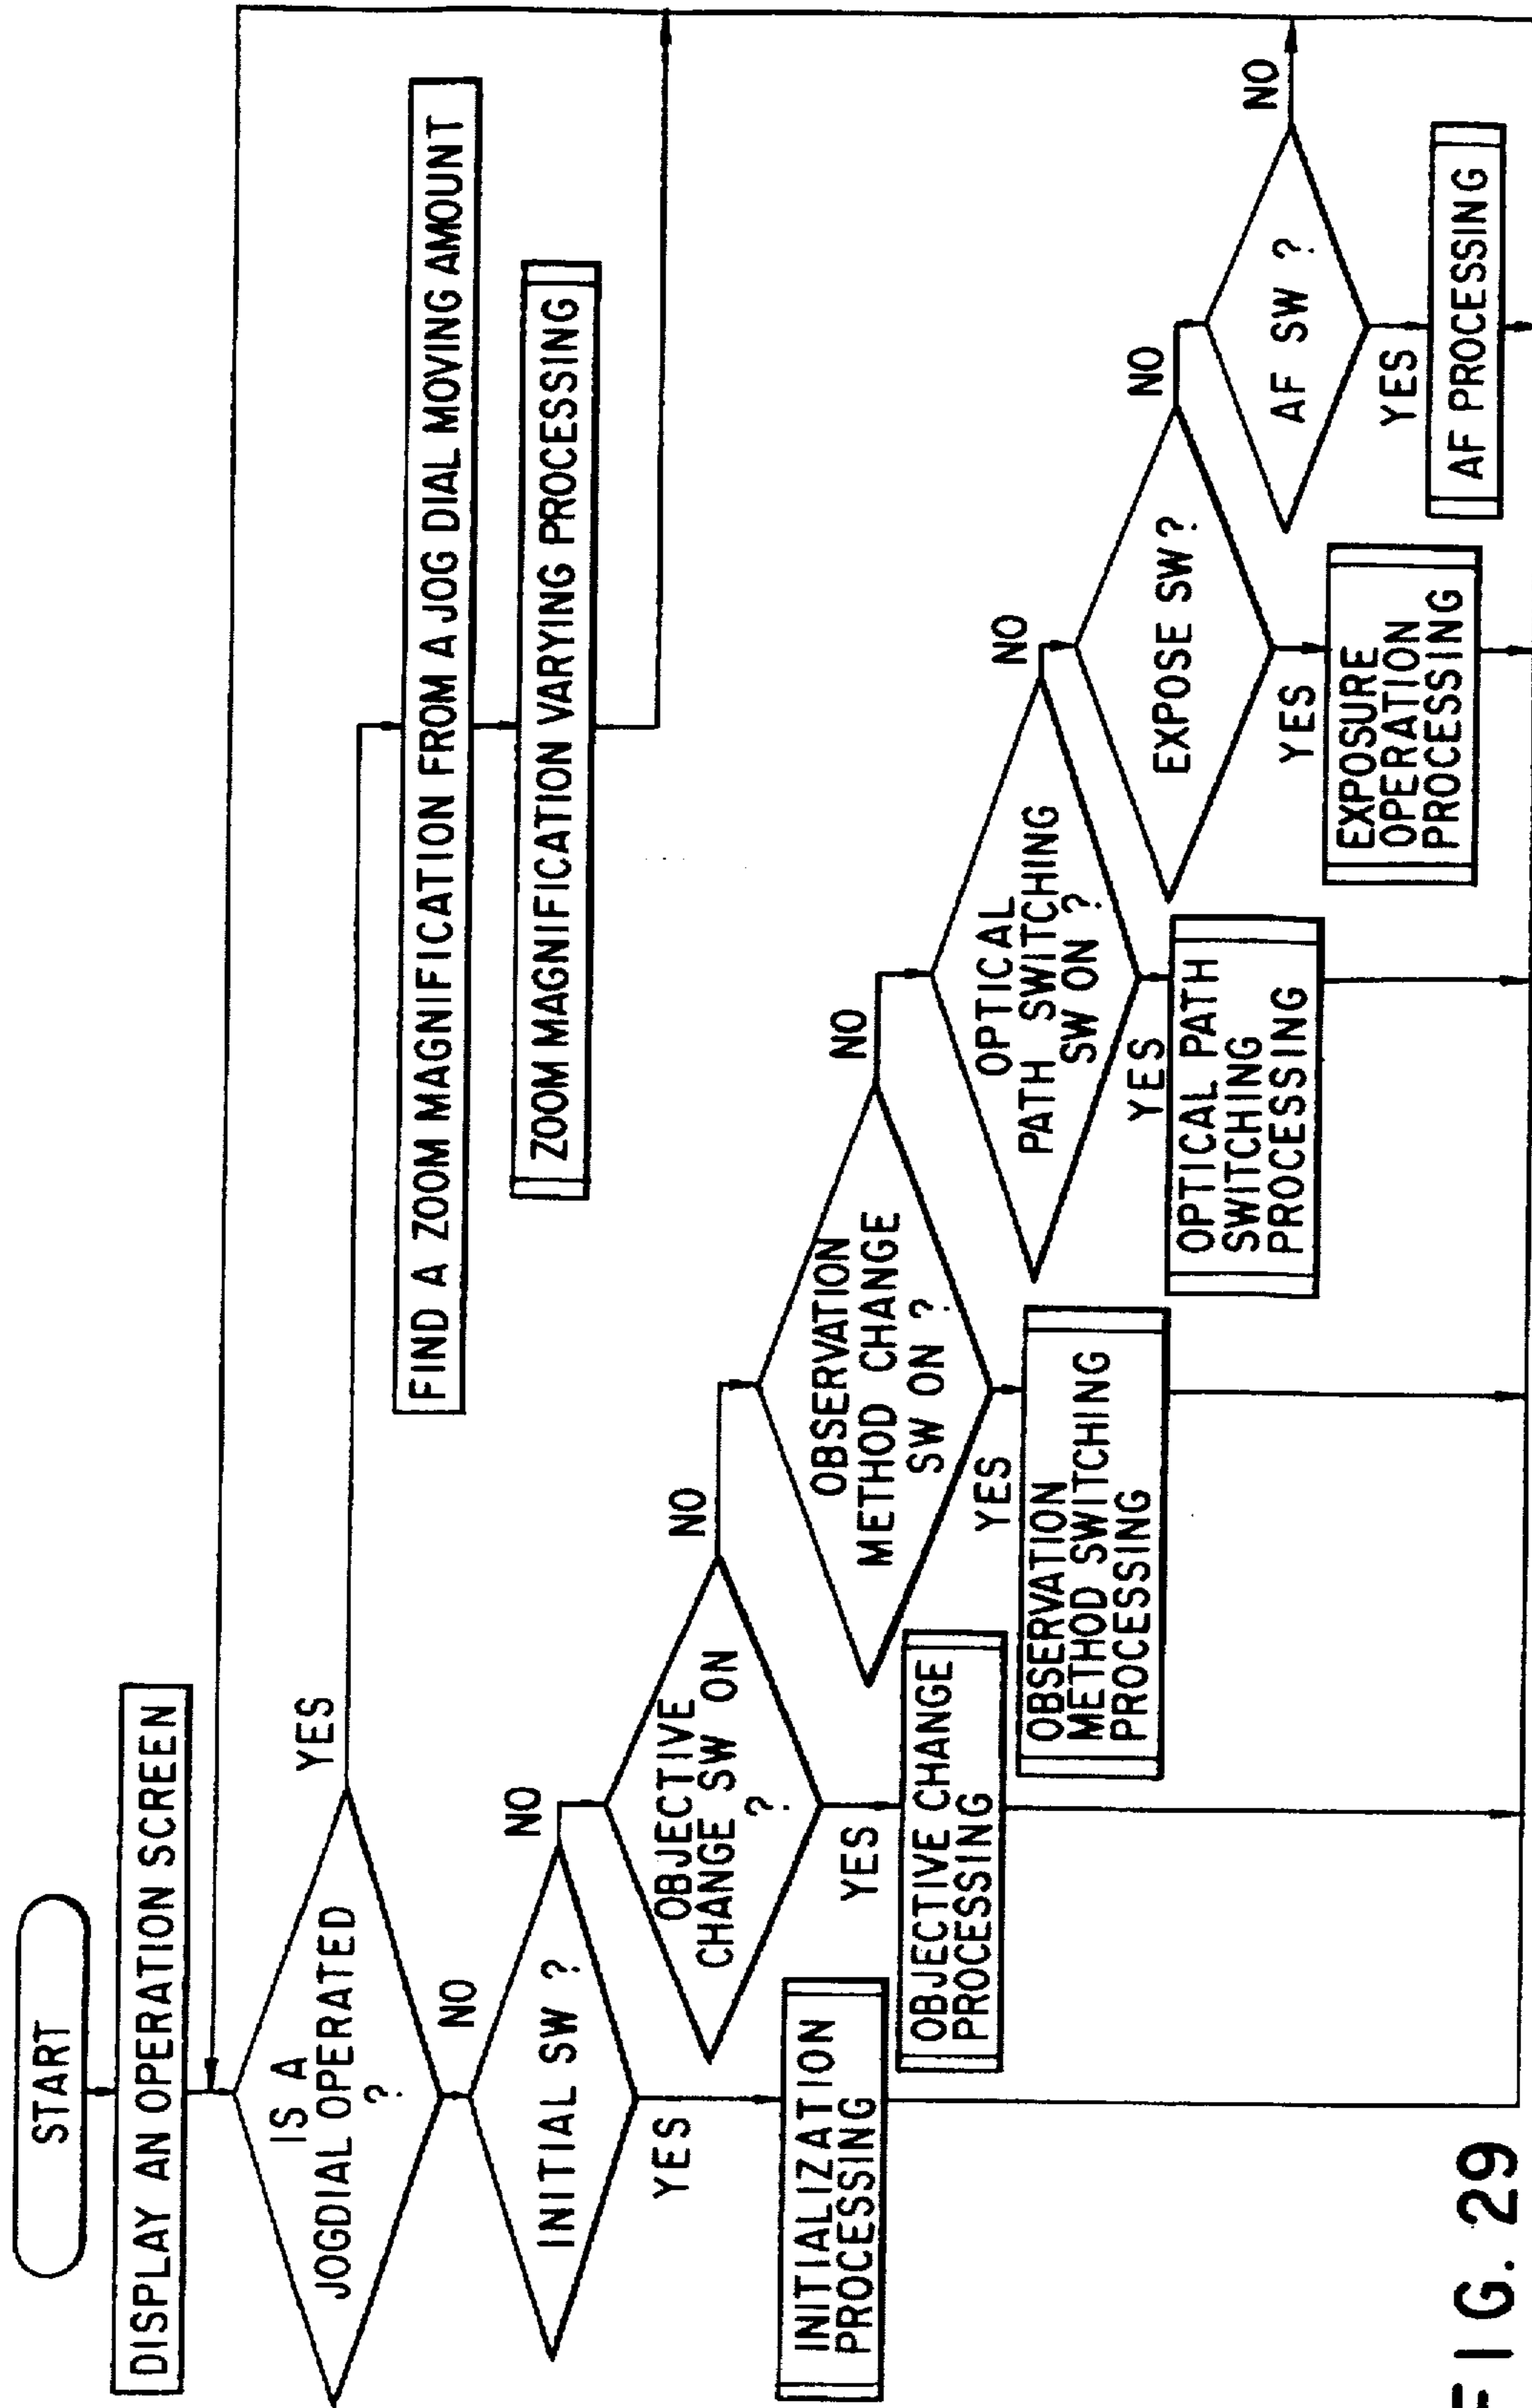 START
DISPLAY AN OPERATION SCREEN
IS A
JOGDIAL OPERATED
?
YES
NO
FIND A ZOOM MAGNIFICATION FROM A JOG DIAL MOVING AMOUNT
ZOOM MAGNIFICATION VARYING PROCESSING
INITIAL SW ?
YES
NO
INITIALIZATION
PROCESSING
OBJECTIVE
CHANGE SW ON
?
YES
NO
OBJECTIVE CHANGE
PROCESSING
OBSERVATION
METHOD CHANGE
SW ON ?
YES
NO
OBSERVATION
METHOD SWITCHING
PROCESSING
OPTICAL
PATH SWITCHING
SW ON ?
YES
NO
OPTICAL PATH
SWITCHING
PROCESSING
EXPOSE SW?
YES
NO
EXPOSURE
OPERATION
PROCESSING
AF SW ?
YES
NO
AF PROCESSING
FIG. 29